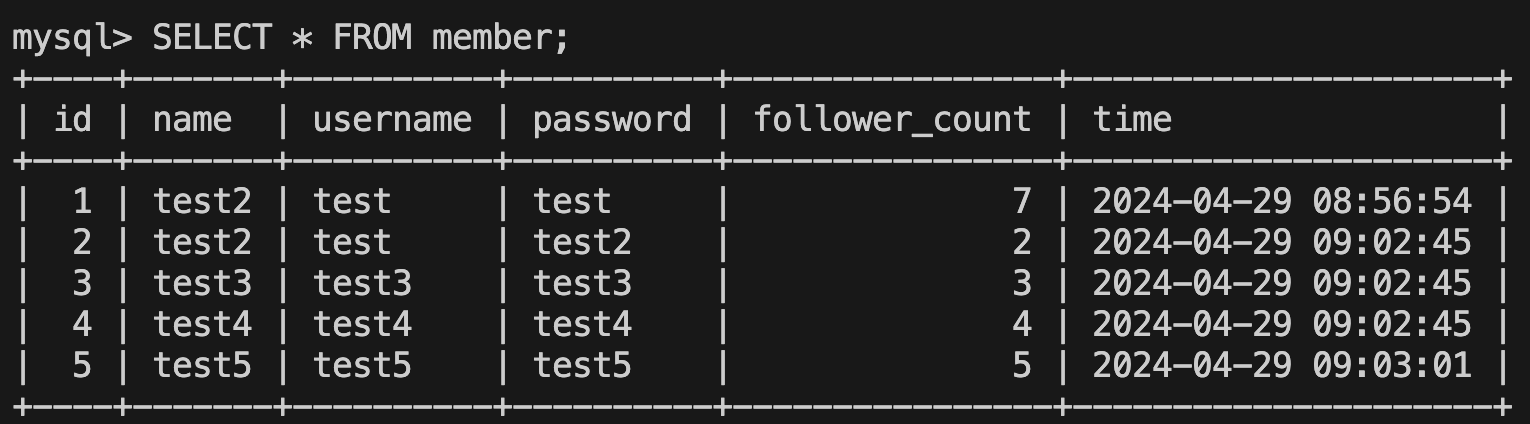 mysql> SELECT * FROM member;
+----+-------+----------+----------+----------------+---------------------+
| id | name  | username | password | follower_count | time                |
+----+-------+----------+----------+----------------+---------------------+
|  1 | test2 | test     | test     |              7 | 2024-04-29 08:56:54 |
|  2 | test2 | test     | test2    |              2 | 2024-04-29 09:02:45 |
|  3 | test3 | test3    | test3    |              3 | 2024-04-29 09:02:45 |
|  4 | test4 | test4    | test4    |              4 | 2024-04-29 09:02:45 |
|  5 | test5 | test5    | test5    |              5 | 2024-04-29 09:03:01 |
+----+-------+----------+----------+----------------+---------------------+